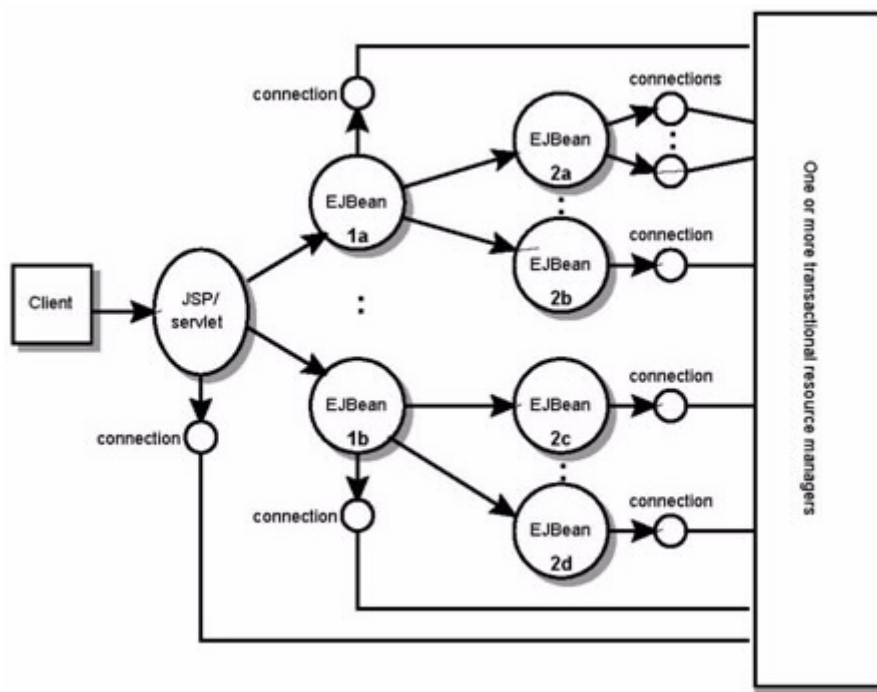 connection
connections
EJBean
2a
EJBean
1a
connection
EJBean
2b
Client
JSP/
servlet
connection
EJBean
1b
connection
EJBean
2c
connection
connection
EJBean
2d
connection
One or more transactional resource managers